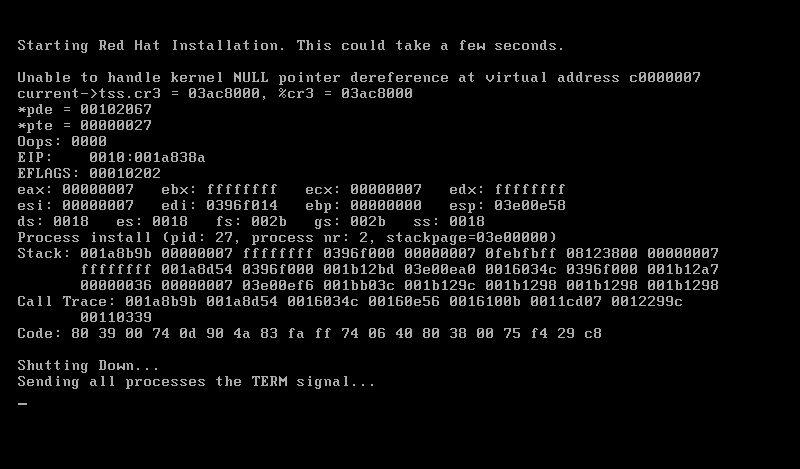 Starting Red Hat Installation. This could take a few seconds.
Unable to handle kernel NULL pointer dereference at virtual address c0000007
current->tss.cr3 = 03ac8000, %cr3 = 03ac8000
*pde = 00102067
*pte = 00000027
Oops: 0000
EIP:    0010:001a838a
EFLAGS: 00010202
eax: 00000007   ebx: ffffffff   ecx: 00000007   edx: ffffffff
esi: 00000007   edi: 0396f014   ebp: 00000000   esp: 03e00e58
ds: 0018   es: 0018   fs: 002b   gs: 002b   ss: 0018
Process install (pid: 27, process nr: 2, stackpage=03e00000)
Stack: 001a8b9b 00000007 ffffffff 0396f000 00000007 0febfbff 08123800 00000007
       ffffffff 001a8d54 0396f000 001b12bd 03e00ea0 0016034c 0396f000 001b12a7
       00000036 00000007 03e00ef6 001bb03c 001b129c 001b1298 001b1298 001b1298
Call Trace: 001a8b9b 001a8d54 0016034c 00160e56 0016100b 0011cd07 0012299c
       00110339
Code: 80 39 00 74 0d 90 4a 83 fa ff 74 06 40 80 38 00 75 f4 29 c8
Shutting Down...
Sending all processes the TERM signal...